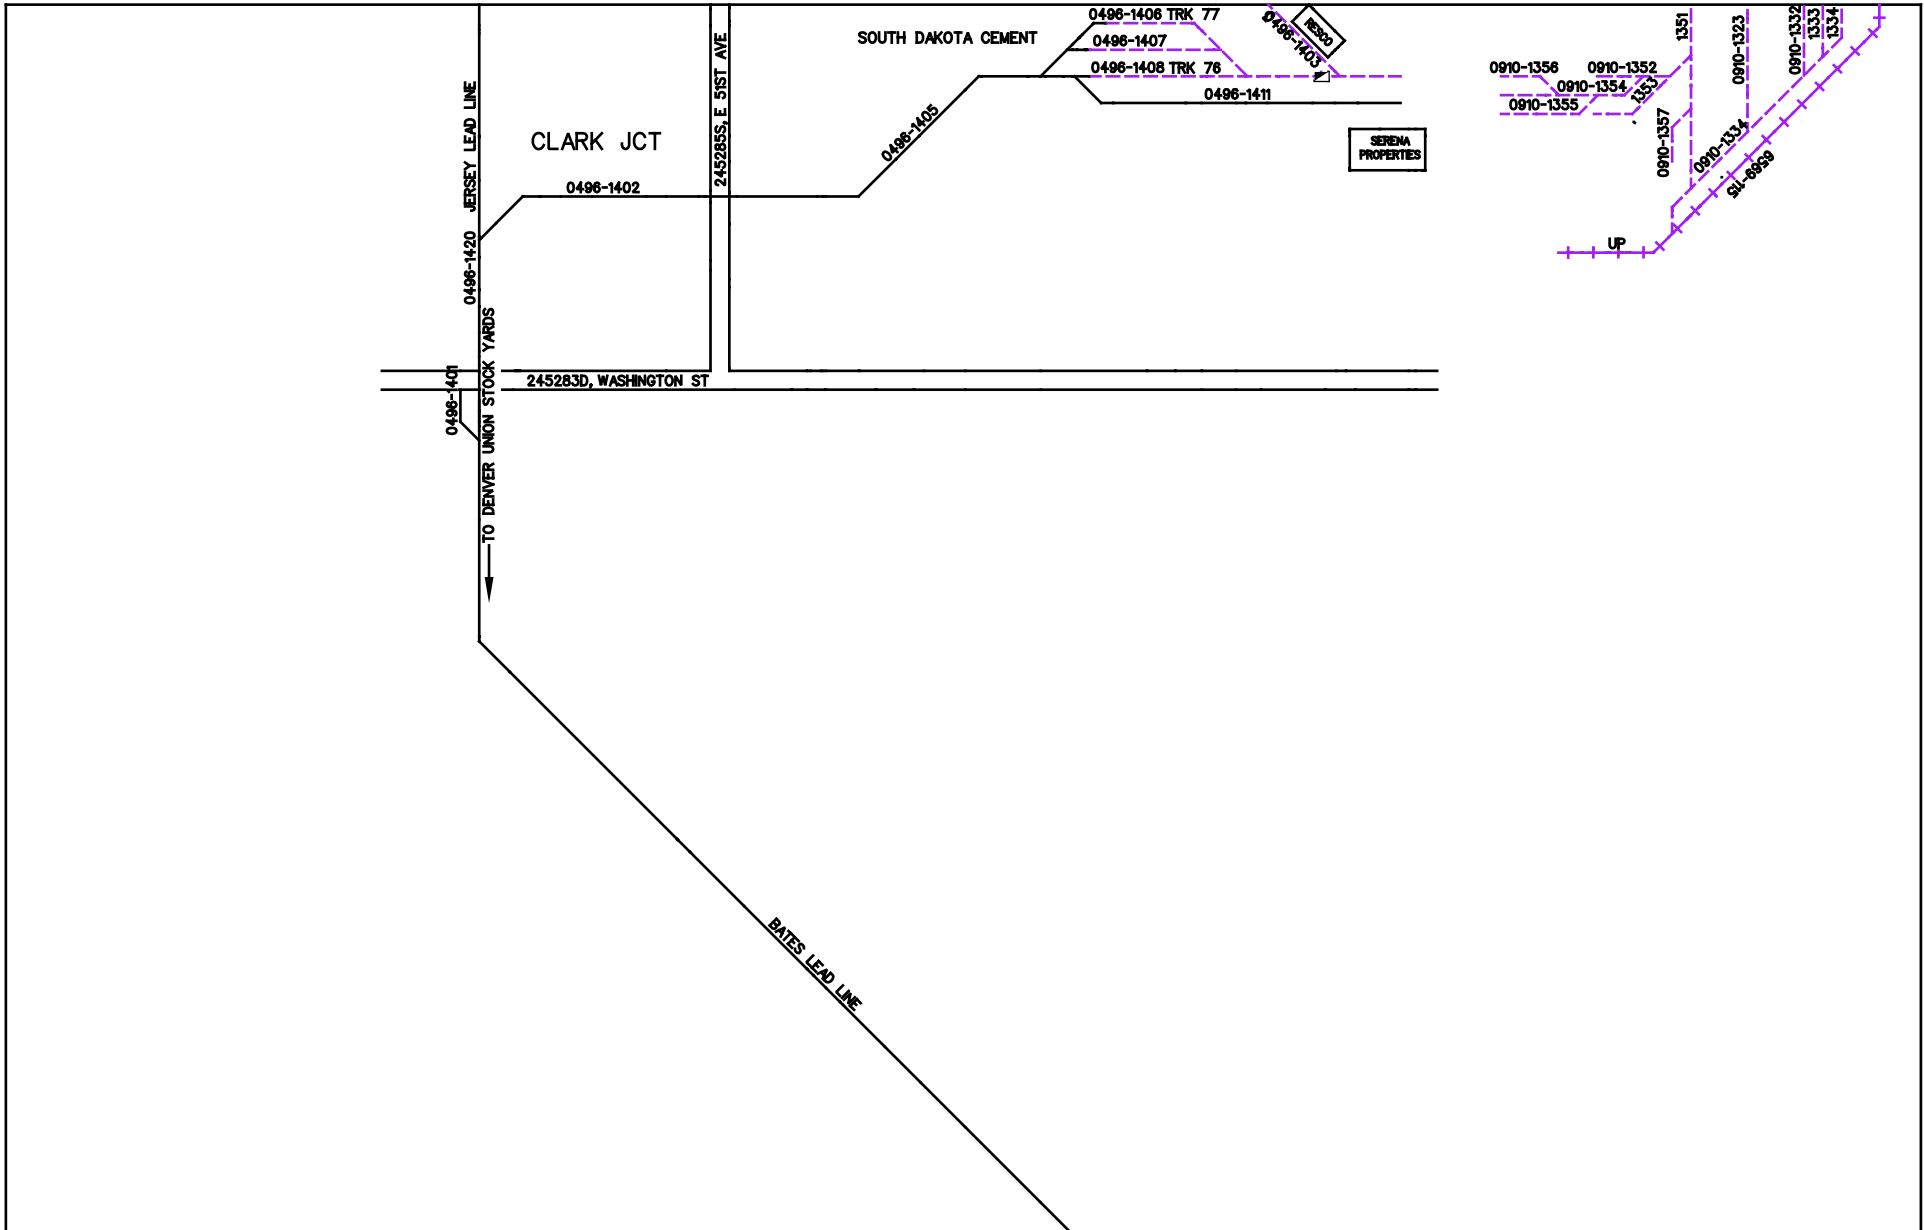 0496-1406 TRK 77
SOUTH DAKOTA CEMENT
0496-1407
0496-1408 TRK 76
0496-1411
0496-1403
RESCO
SERENA
PROPERTIES
0910-1356
0910-1352
0910-1354
0910-1355
1353
1351
0910-1357
0910-1323
0910-1332
1333
1334
0910-1334
6569-115
UP
JERSEY LEAD LINE
0496-1420
CLARK JCT
0496-1402
245285S, E 51ST AVE
0496-1405
0496-1401
245283D, WASHINGTON ST
TO DENVER UNION STOCK YARDS
BATES LEAD LINE